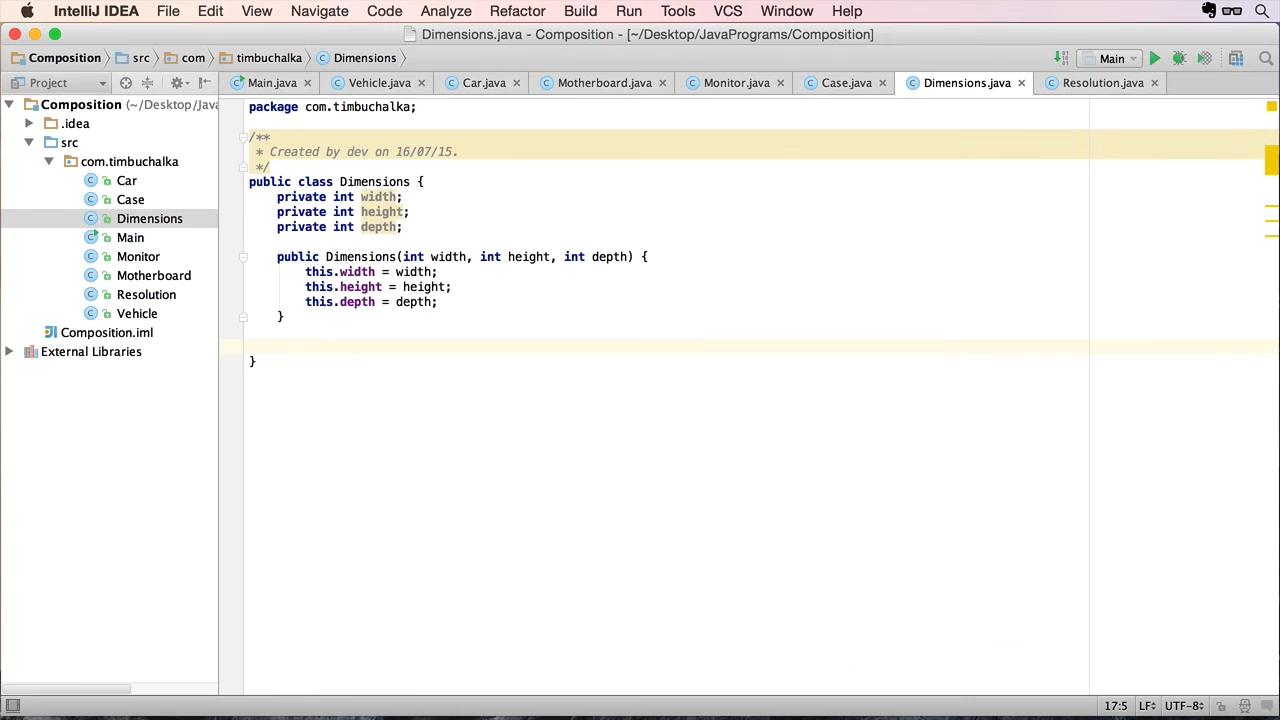 IntelliJ IDEA File Edit View Navigate Code Analyze Refactor Build Run Tools VCS Window Help
Dimensions.java - Composition - [~/Desktop/JavaPrograms/Composition]
Composition src com timbuchalka Dimensions Main
Project Main.java Vehicle.java Car.java Motherboard.java Monitor.java Case.java Dimensions.java Resolution.java
Composition (~/Desktop/Java
.idea
src
com.timbuchalka
Car
Case
Dimensions
Main
Monitor
Motherboard
Resolution
Vehicle
Composition.iml
External Libraries
package com.timbuchalka;
/**
* Created by dev on 16/07/15.
*/
public class Dimensions {
private int width;
private int height;
private int depth;
public Dimensions(int width, int height, int depth) {
this.width = width;
this.height = height;
this.depth = depth;
}
}
17:5 LF UTF-8